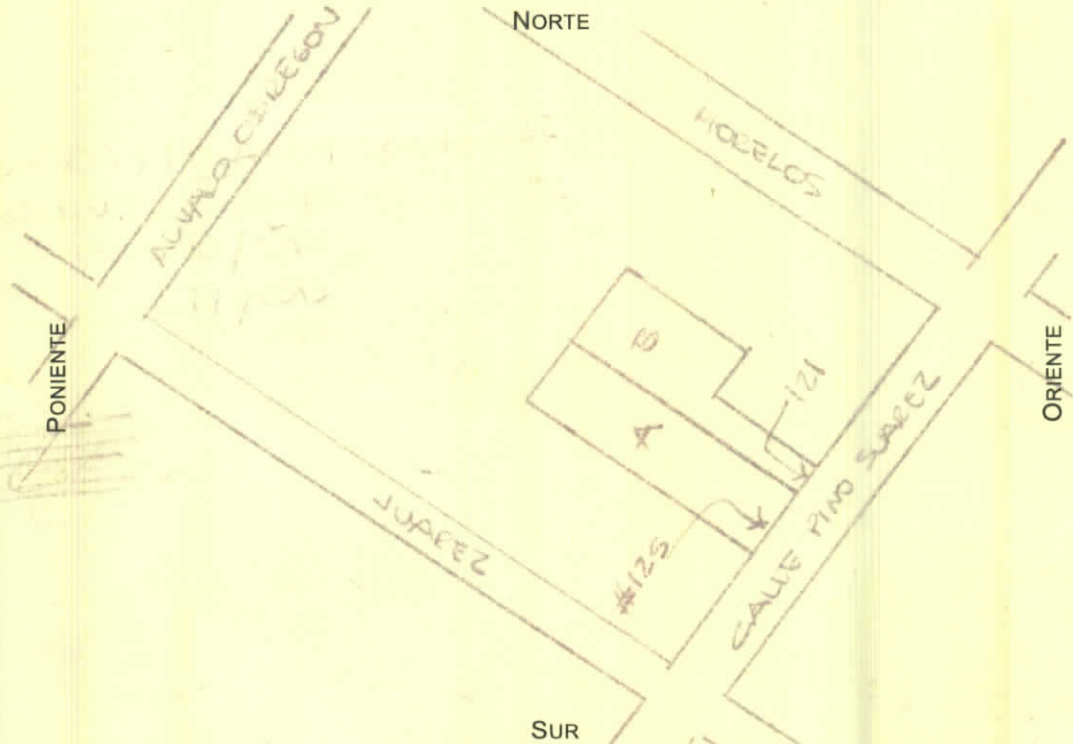 NORTE
ALVARO OBREGON
MORELOS
PONIENTE
ORIENTE
B
121
A
JUAREZ
#125
CALLE PINO SUAREZ
SUR